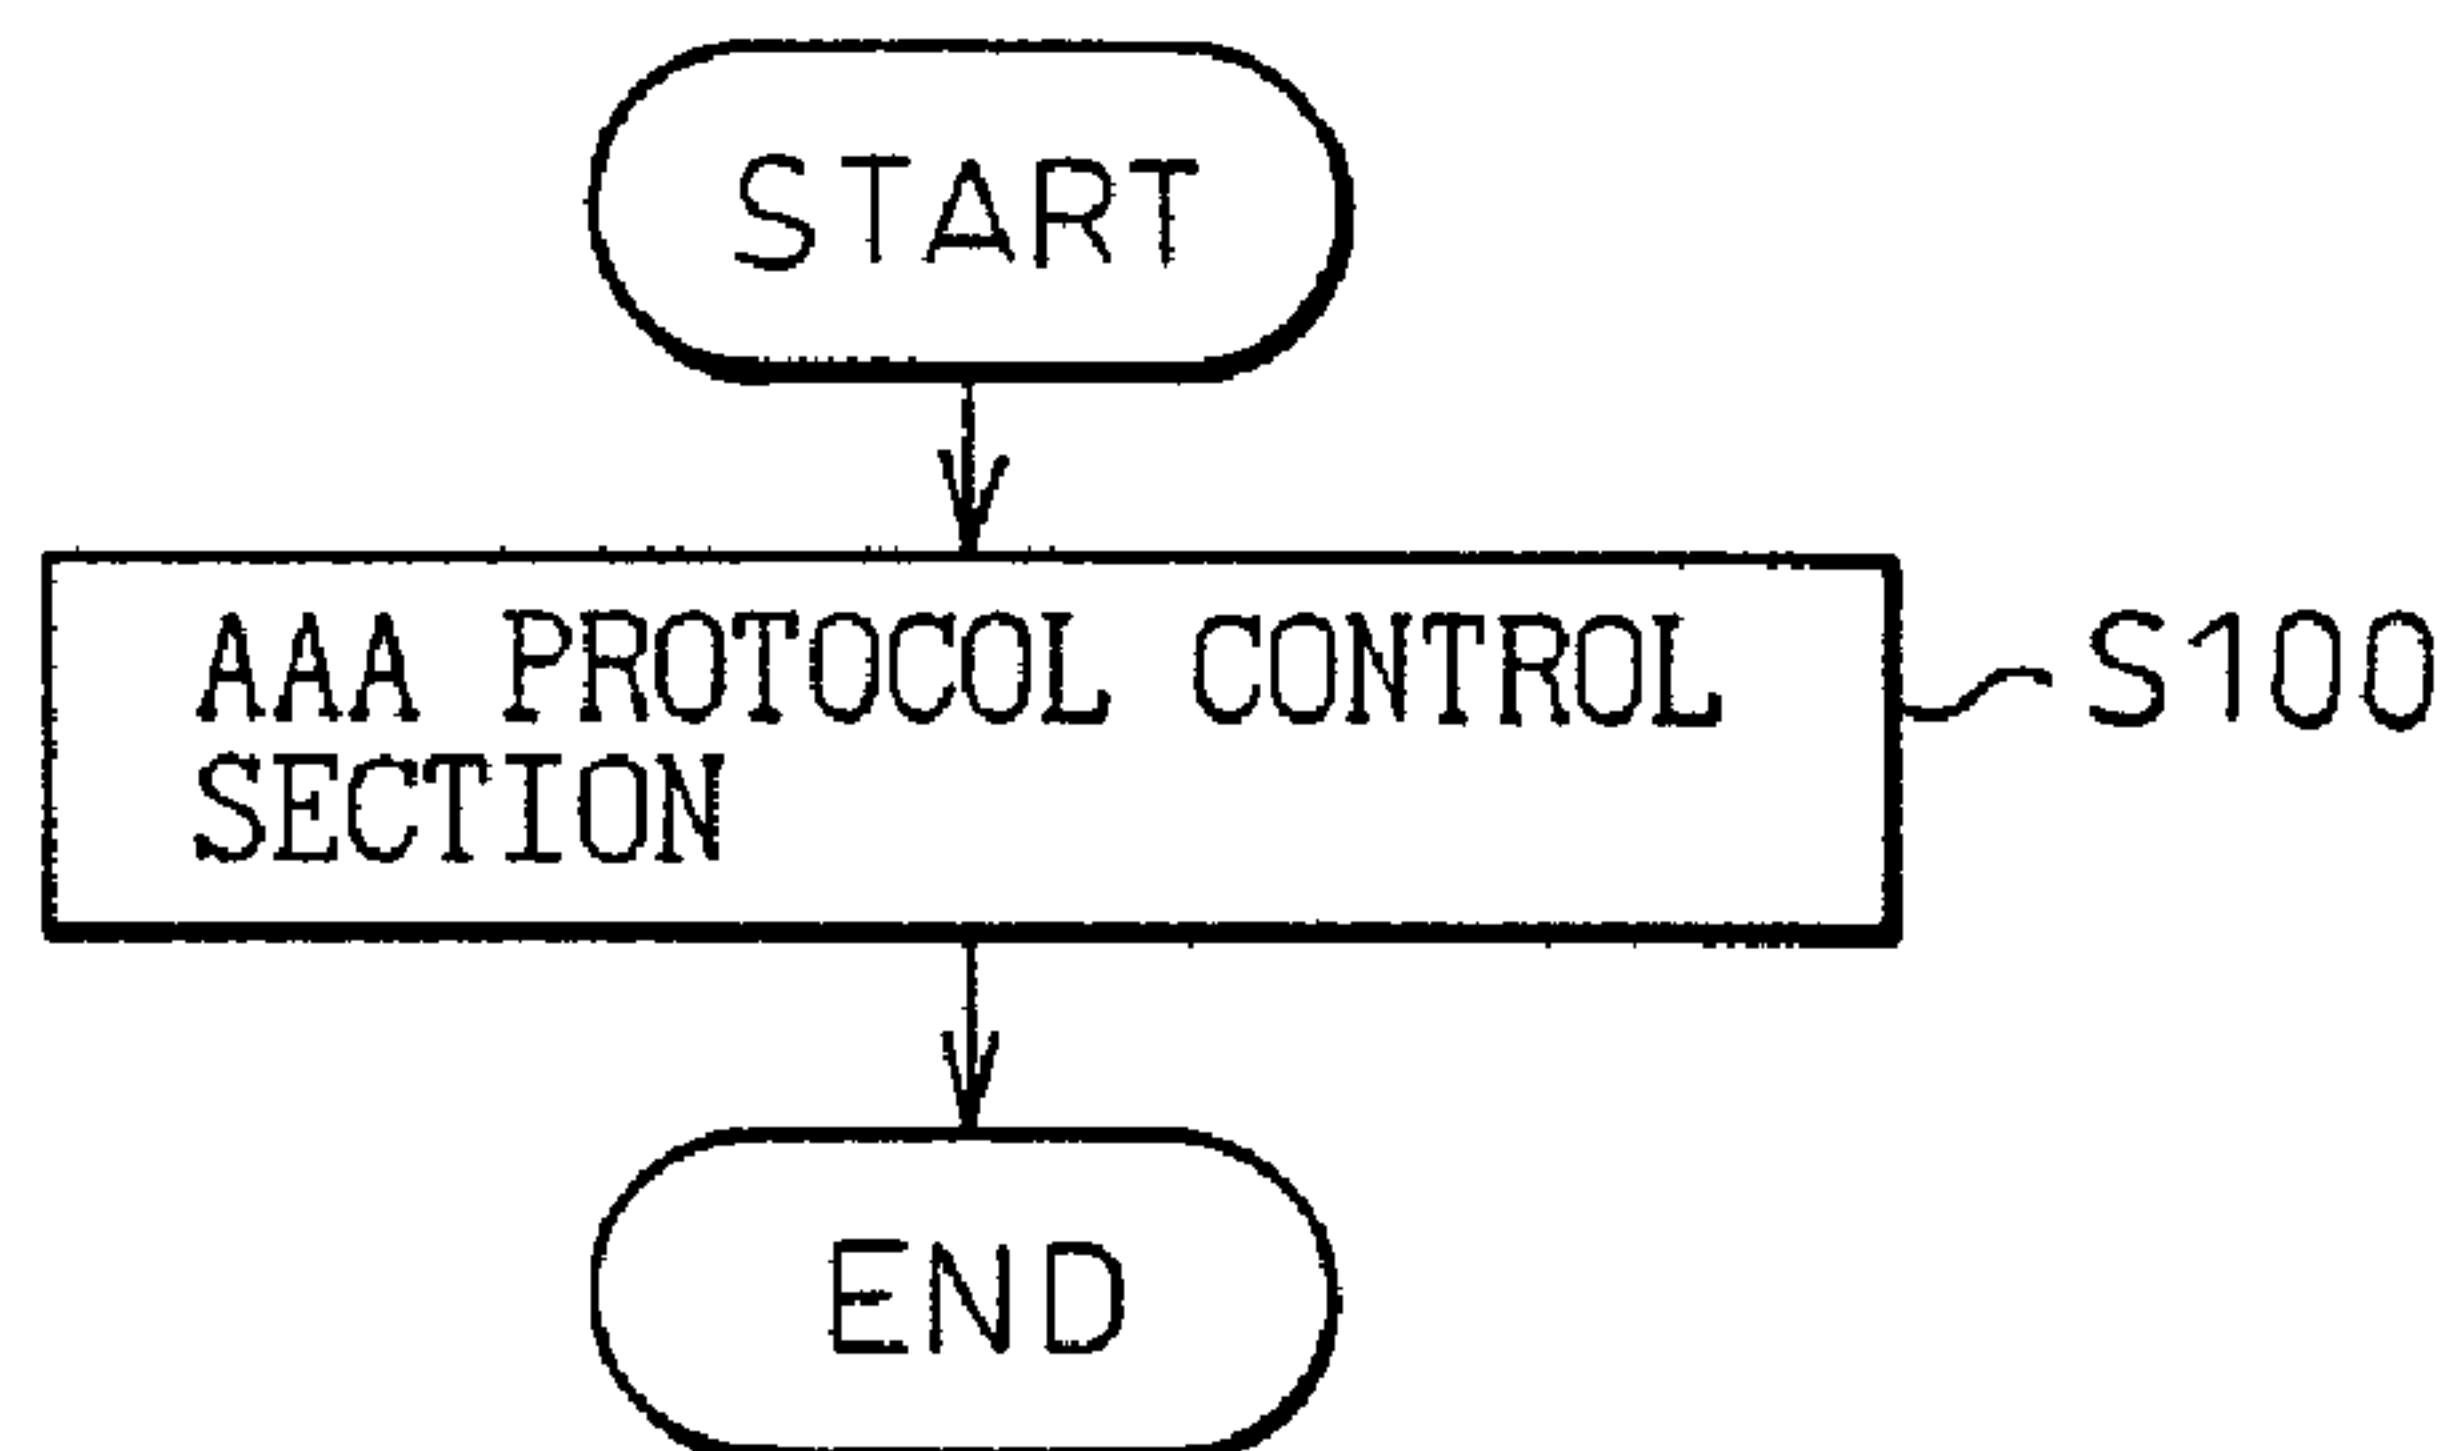 START
AAA PROTOCOL CONTROL
SECTION
S100
END